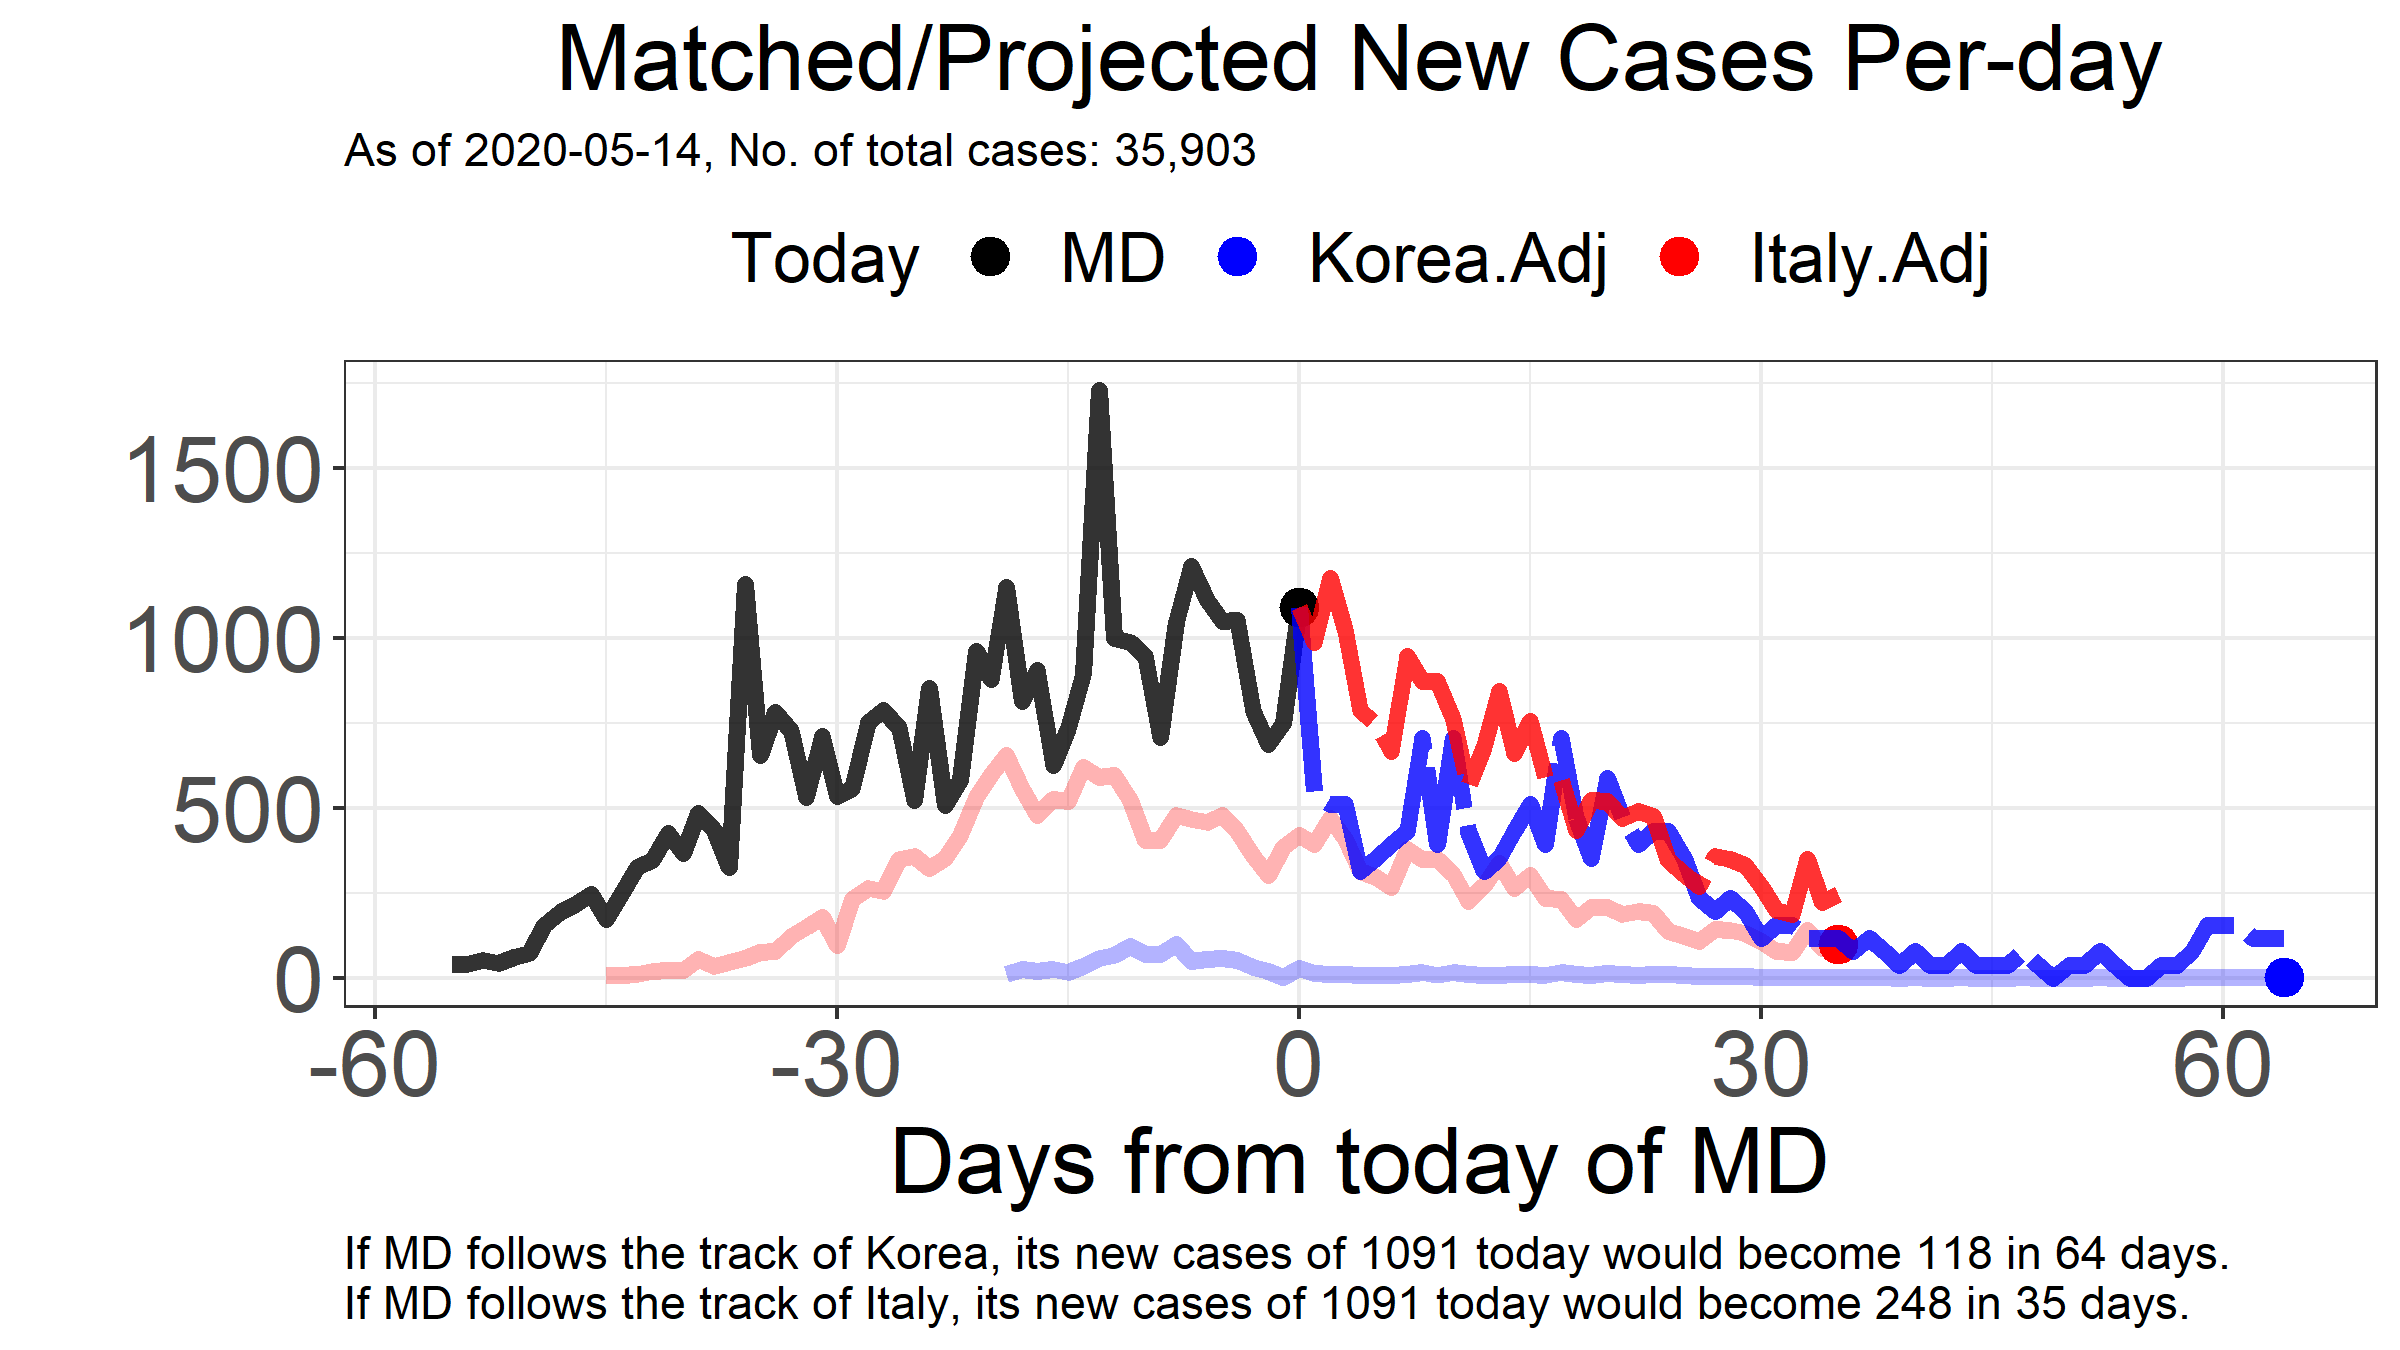 Matched/Projected New Cases Per-day
As of 2020-05-14, No. of total cases: 35,903
Today MD Korea.Adj Italy.Adj
1500
1000
500
0
-60 -30 0 30 60
Days from today of MD
If MD follows the track of Korea, its new cases of 1091 today would become 118 in 64 days.
If MD follows the track of Italy, its new cases of 1091 today would become 248 in 35 days.